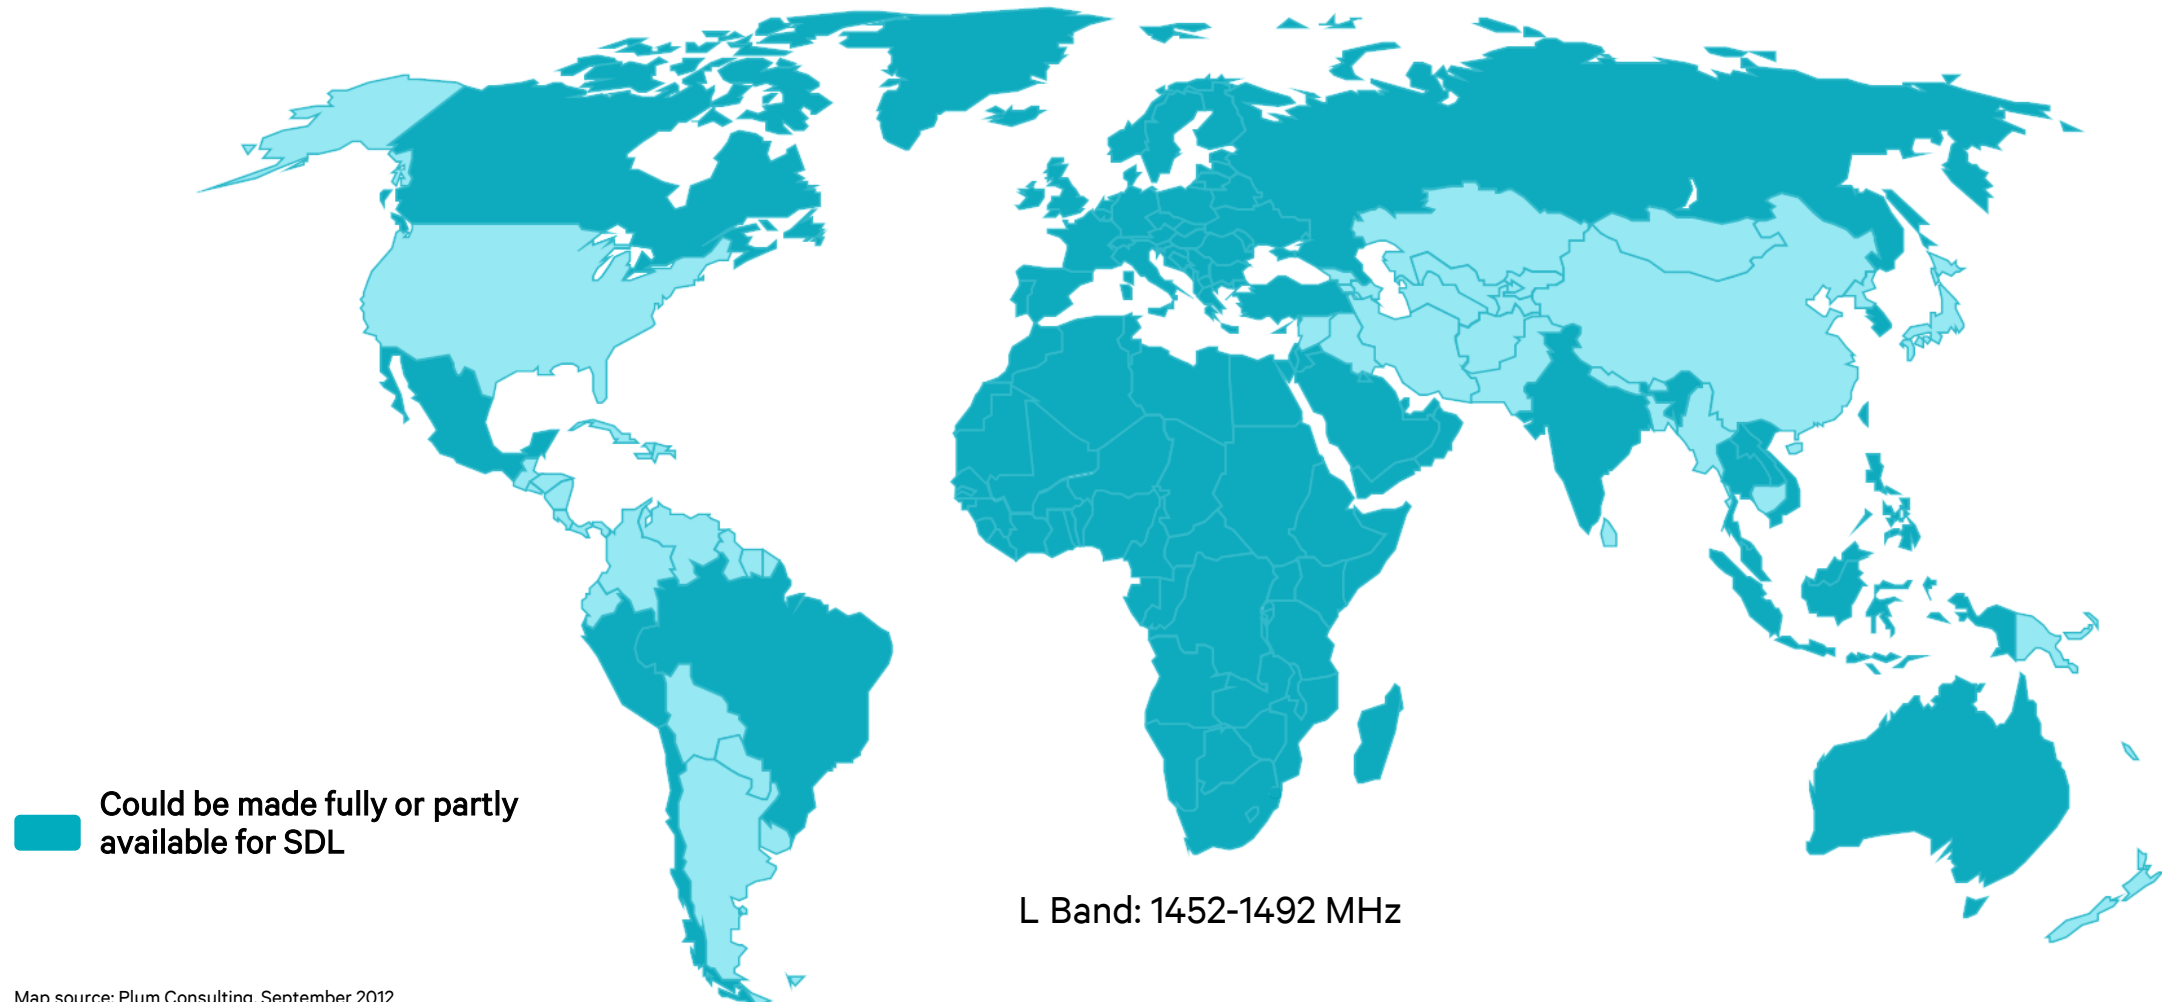 Could be made fully or partly
available for SDL
L Band: 1452-1492 MHz
Map source: Plum Consulting, September 2012